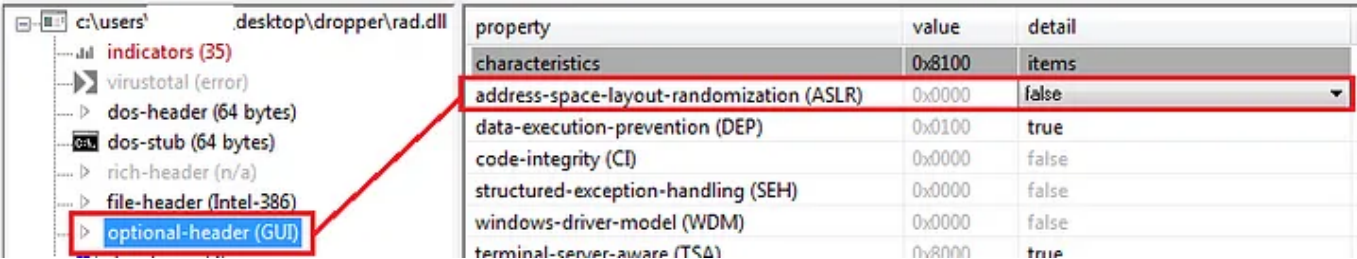 c:\users\ desktop\dropper\rad.dll
indicators (35)
virustotal (error)
dos-header (64 bytes)
dos-stub (64 bytes)
rich-header (n/a)
file-header (Intel-386)
optional-header (GUI)
property value detail
characteristics 0x8100 items
address-space-layout-randomization (ASLR) 0x0000 false
data-execution-prevention (DEP) 0x0100 true
code-integrity (CI) 0x0000 false
structured-exception-handling (SEH) 0x0000 false
windows-driver-model (WDM) 0x0000 false
terminal-server-aware (TSA) 0x8000 true